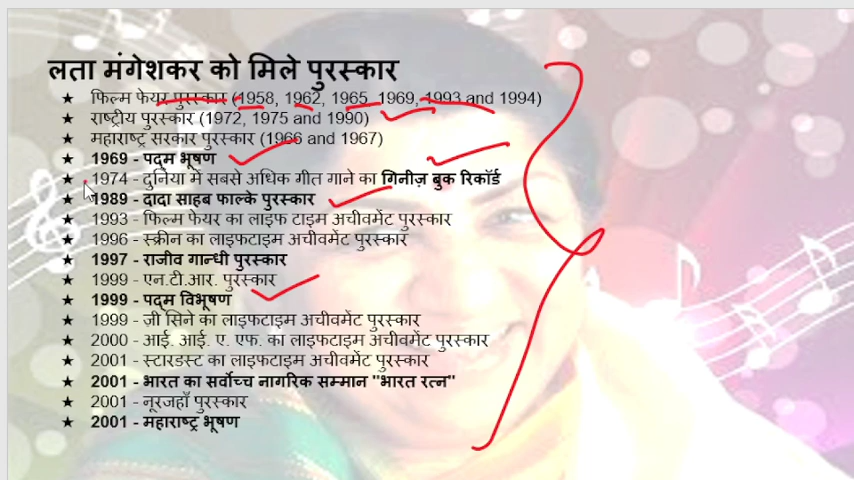 लता मंगेशकर को मिले पुरस्कार
★ फिल्म फेयर पुरस्कार (1958, 1962, 1965 1969, 1993 and 1994)
★ राष्ट्रीय पुरस्कार (1972, 1975 and 1990)
★ महाराष्ट्र सरकार पुरस्कार (1966 and 1967)
★ 1969 - पद्म भूषण
★ 1974 - दुनिया में सबसे अधिक गीत गाने का गिनीज़ बुक रिकॉर्ड
★ 1989 - दादा साहब फाल्के पुरस्कार
★ 1993 - फिल्म फेयर का लाइफ टाइम अचीवमेंट पुरस्कार
★ 1996 - स्क्रीन का लाइफटाइम अचीवमेंट पुरस्कार
★ 1997 - राजीव गान्धी पुरस्कार
★ 1999 - एन.टी.आर. पुरस्कार
★ 1999 - पद्म विभूषण
★ 1999 - ज़ी सिने का लाइफटाइम अचीवमेंट पुरस्कार
★ 2000 - आई. आई. ए. एफ. का लाइफटाइम अचीवमेंट पुरस्कार
★ 2001 - स्टारडस्ट का लाइफटाइम अचीवमेंट पुरस्कार
★ 2001 - भारत का सर्वोच्च नागरिक सम्मान "भारत रत्न"
★ 2001 - नूरजहाँ पुरस्कार
★ 2001 - महाराष्ट्र भूषण